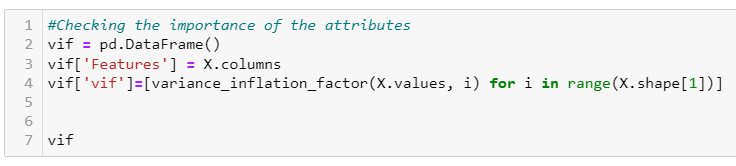 1 #Checking the importance of the attributes
2 vif = pd.DataFrame()
3 vif['Features'] = X.columns
4 vif['vif']=[variance_inflation_factor(X.values, i) for i in range(X.shape[1])]
5
6
7 vif